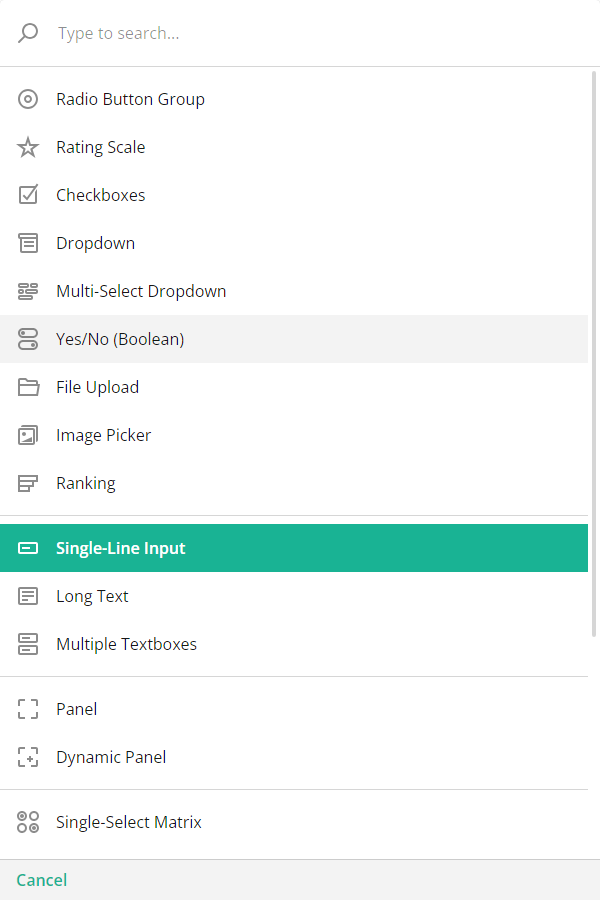 Type to search...
Radio Button Group
Rating Scale
Checkboxes
Dropdown
Multi-Select Dropdown
Yes/No (Boolean)
File Upload
Image Picker
Ranking
Single-Line Input
Long Text
Multiple Textboxes
Panel
Dynamic Panel
Single-Select Matrix
Cancel